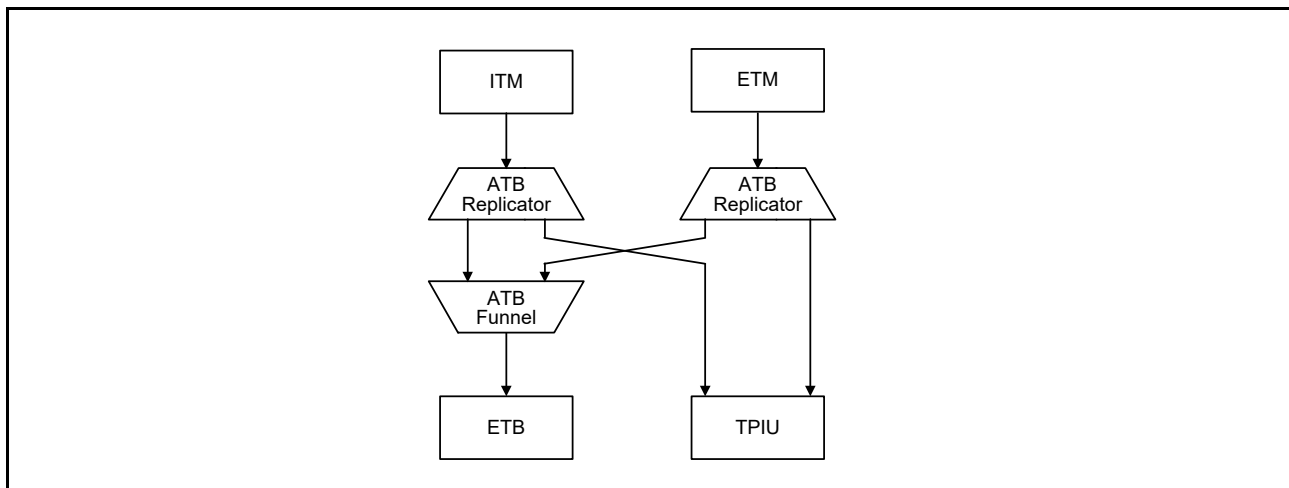 ITM
ETM
ATB
Replicator
ATB
Replicator
ATB
Funnel
ETB
TPIU